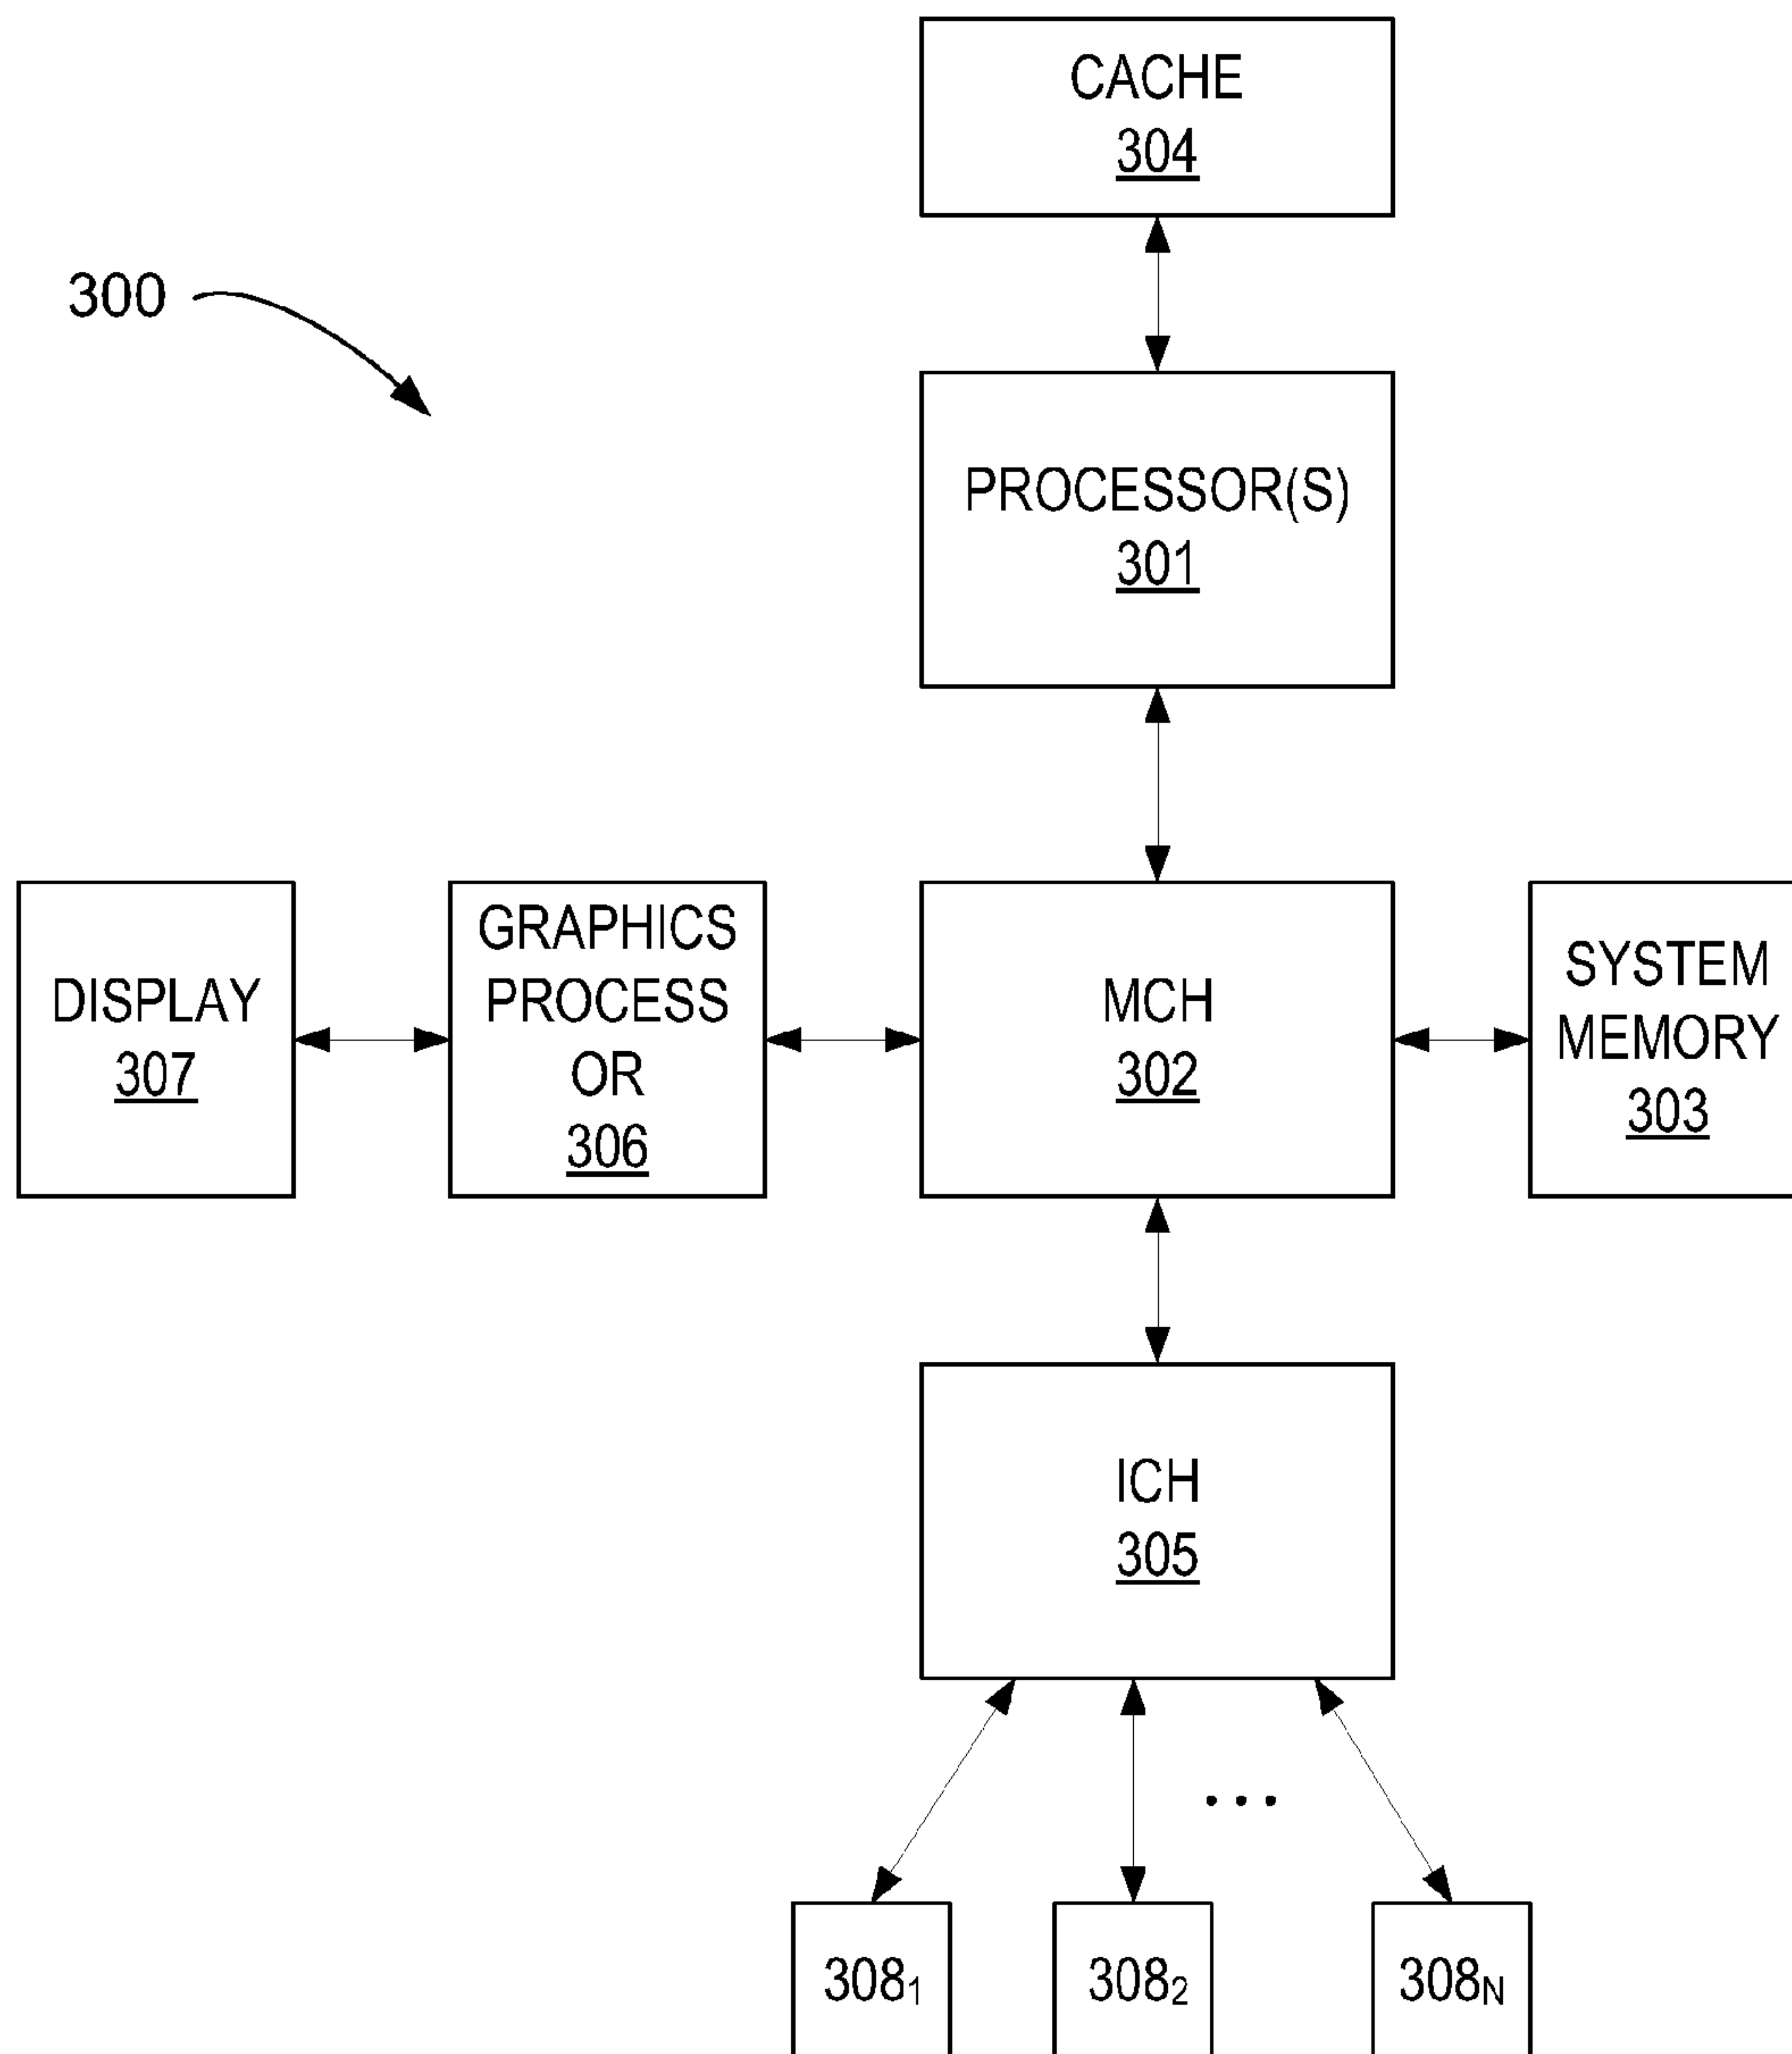 CACHE
304
300
PROCESSOR(S)
301
DISPLAY
307
GRAPHICS
PROCESS
OR
306
MCH
302
SYSTEM
MEMORY
303
ICH
305
...
308₁
308₂
308N